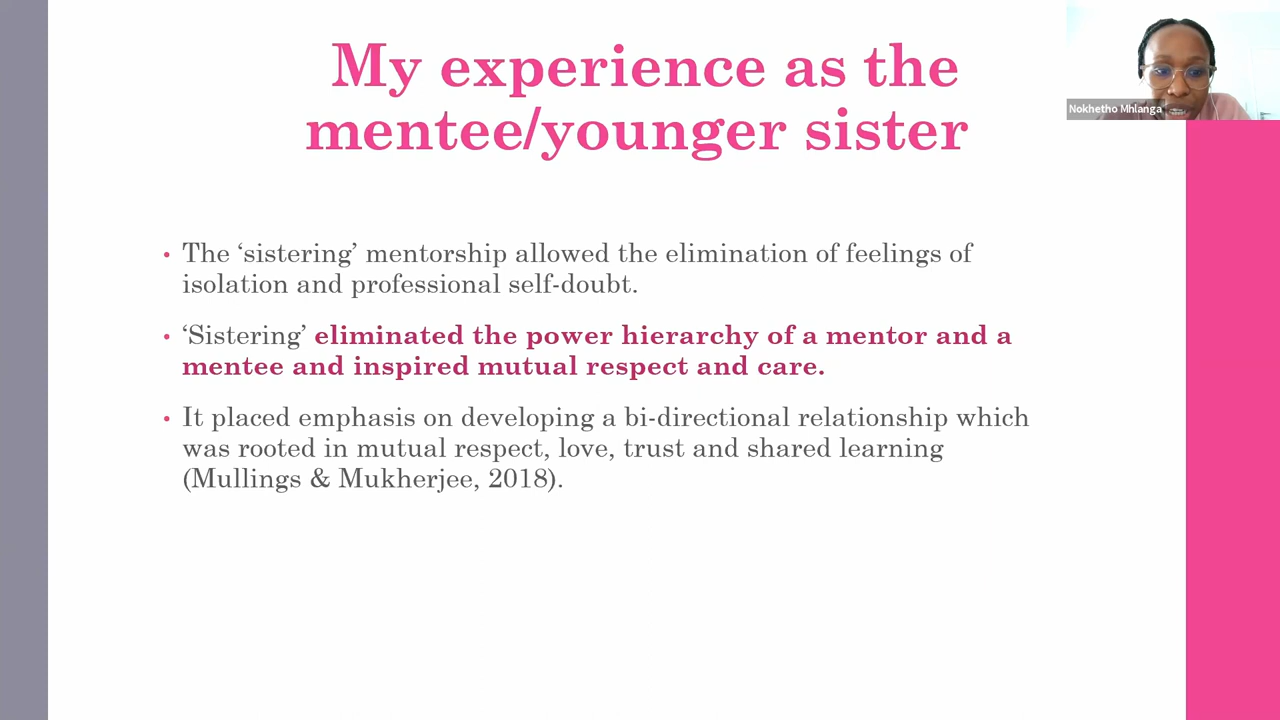 My experience as the
mentee/younger sister
Nokhetho Mhlanga
• The ‘sistering’ mentorship allowed the elimination of feelings of
isolation and professional self-doubt.
• ‘Sistering’ eliminated the power hierarchy of a mentor and a
mentee and inspired mutual respect and care.
• It placed emphasis on developing a bi-directional relationship which
was rooted in mutual respect, love, trust and shared learning
(Mullings & Mukherjee, 2018).